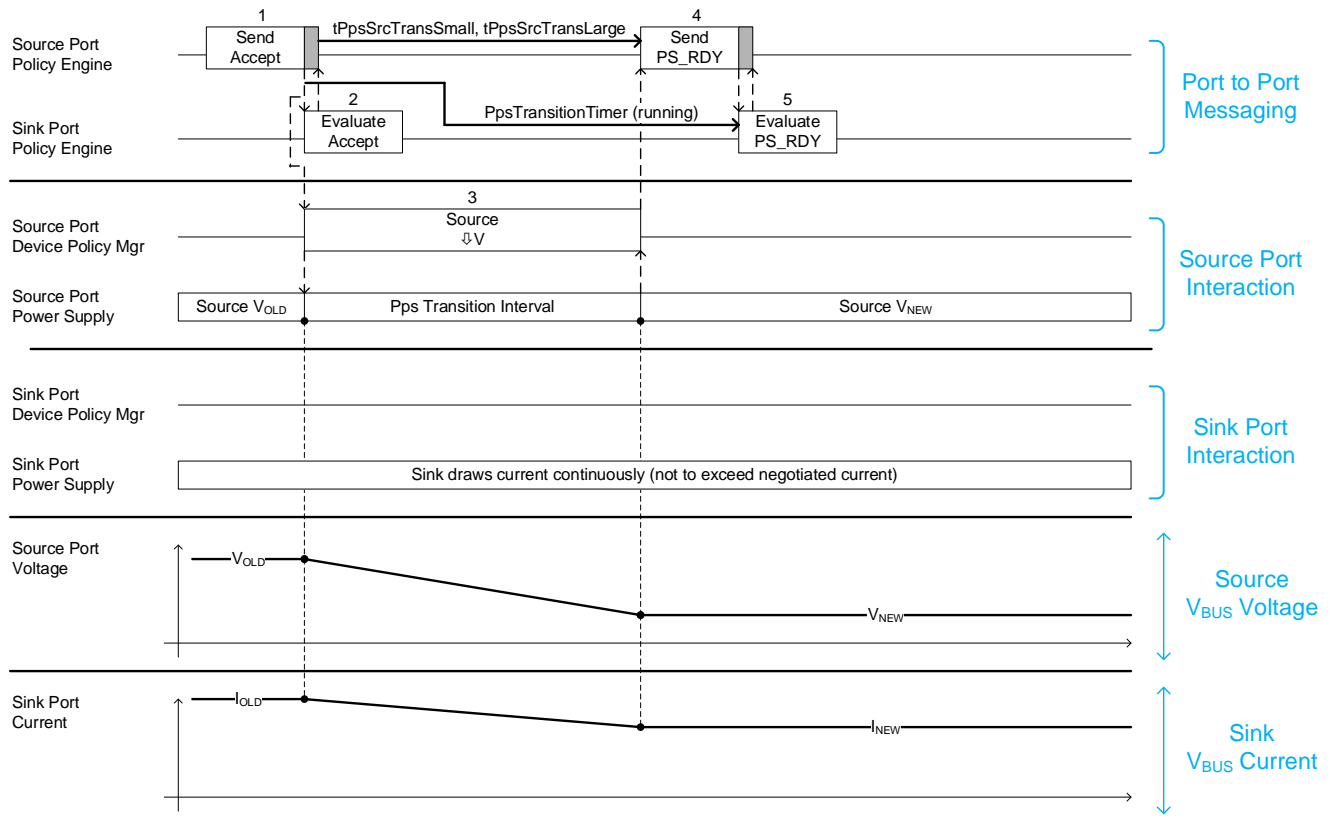 1
Send
Accept
tPpsSrcTransSmall, tPpsSrcTransLarge
4
Send
PS_RDY
Source Port
Policy Engine
2
Evaluate
Accept
PpsTransitionTimer (running)
5
Evaluate
PS_RDY
Sink Port
Policy Engine
Port to Port
Messaging
3
Source
⇩V
Source Port
Device Policy Mgr
Source Port
Power Supply
Source VOLD
Pps Transition Interval
Source VNEW
Source Port
Interaction
Sink Port
Device Policy Mgr
Sink Port
Power Supply
Sink draws current continuously (not to exceed negotiated current)
Sink Port
Interaction
Source Port
Voltage
VOLD
VNEW
Source
VBUS Voltage
Sink Port
Current
IOLD
INEW
Sink
VBUS Current